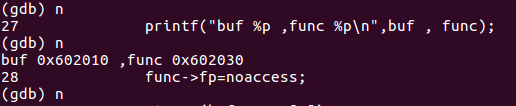 (gdb) n
27 printf("buf %p ,func %p\n",buf , func);
(gdb) n
buf 0x602010 ,func 0x602030
28 func->fp=noaccess;
(gdb) n